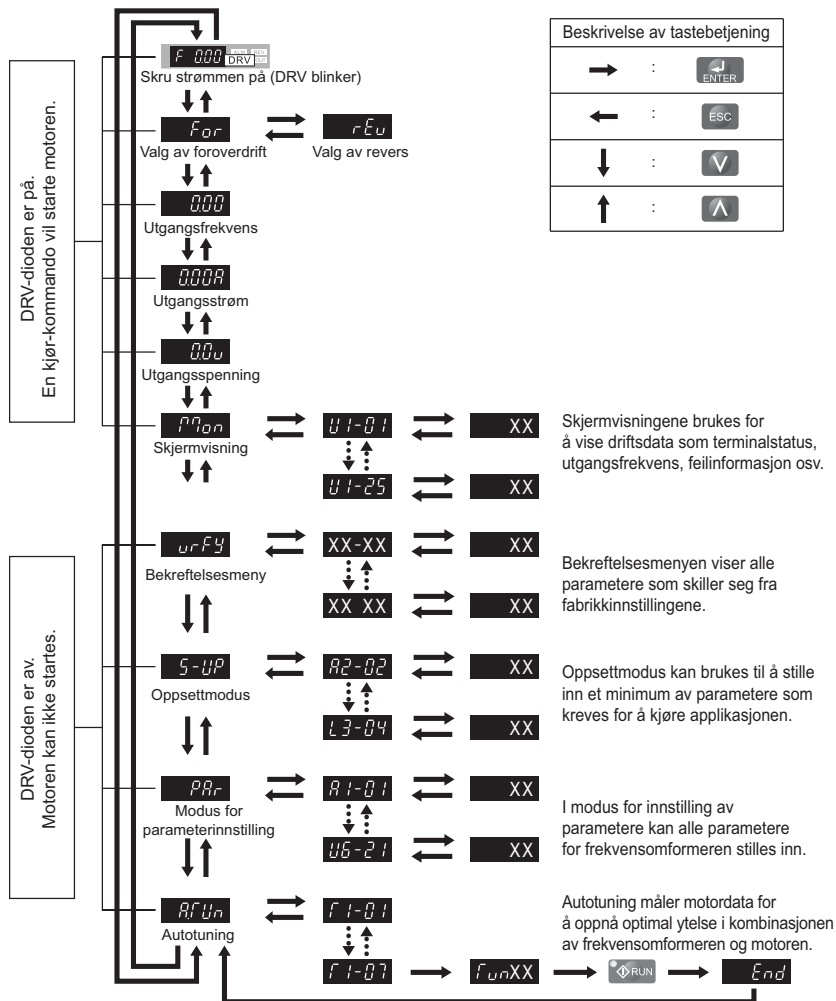 F 0.00 ALM REV DRV OUT
Skru strømmen på (DRV blinker)
For
Valg av foroverdrift
rEv
Valg av revers
0.00
Utgangsfrekvens
0.00A
Utgangsstrøm
0.0v
Utgangsspenning
Mon
Skjermvisning
U1-01
XX
U1-25
XX
DRV-dioden er på.
En kjør-kommando vil starte motoren.
Beskrivelse av tastebetjening
: ENTER
: ESC
:
:
Skjermvisningene brukes for
å vise driftsdata som terminalstatus,
utgangsfrekvens, feilinformasjon osv.
DRV-dioden er av.
Motoren kan ikke startes.
vrFy
Bekreftelsesmeny
XX-XX
XX
XX XX
XX
Bekreftelsesmenyen viser alle
parametere som skiller seg fra
fabrikkinnstillingene.
S-UP
Oppsettmodus
A2-02
XX
L3-04
XX
Oppsettmodus kan brukes til å stille
inn et minimum av parametere som
kreves for å kjøre applikasjonen.
PAr
Modus for
parameterinnstilling
A1-01
XX
U6-21
XX
I modus for innstilling av
parametere kan alle parametere
for frekvensomformeren stilles inn.
A.TUn
Autotuning
T1-01
T1-07
TunXX
RUN
End
Autotuning måler motordata for
å oppnå optimal ytelse i kombinasjonen
av frekvensomformeren og motoren.